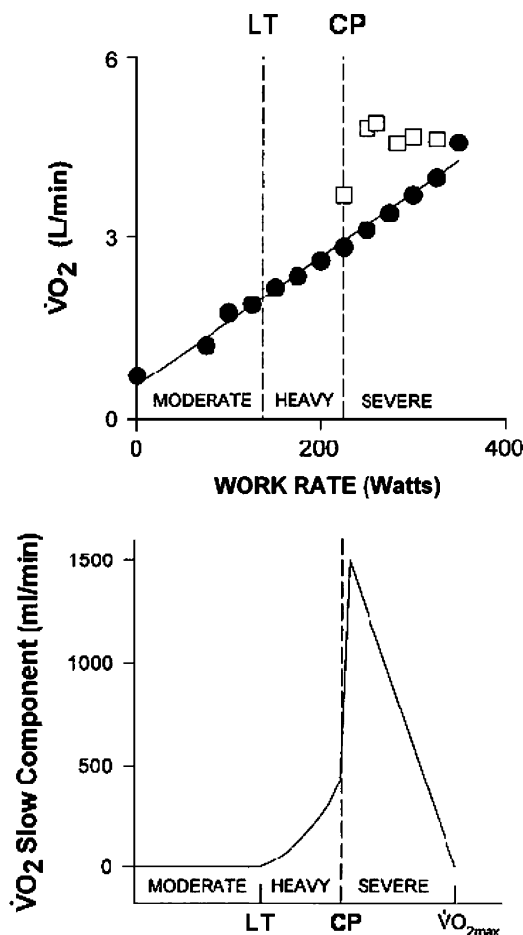 LT CP
6
3
0
V̇O₂ (L/min)
MODERATE HEAVY SEVERE
0 200 400
WORK RATE (Watts)
1500
1000
500
0
V̇O₂ Slow Component (ml/min)
MODERATE HEAVY SEVERE
LT CP V̇O₂max